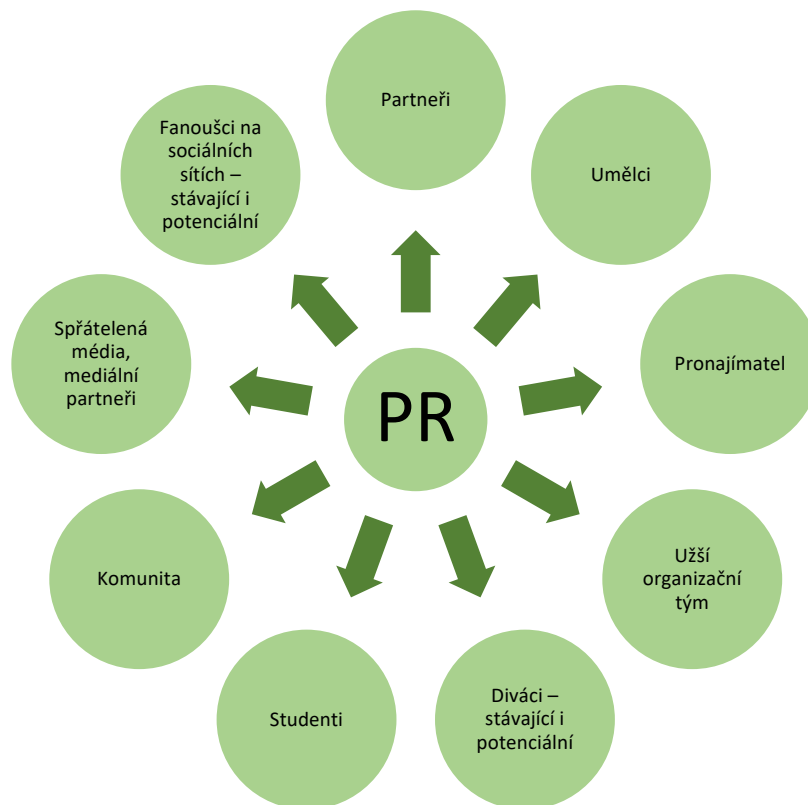 Partneři
Umělci
Pronajímatel
Užší
organizační
tým
Diváci –
stávající i
potenciální
Studenti
Komunita
Spřátelená
média,
mediální
partneři
Fanoušci na
sociálních
sítích –
stávající i
potenciální
PR